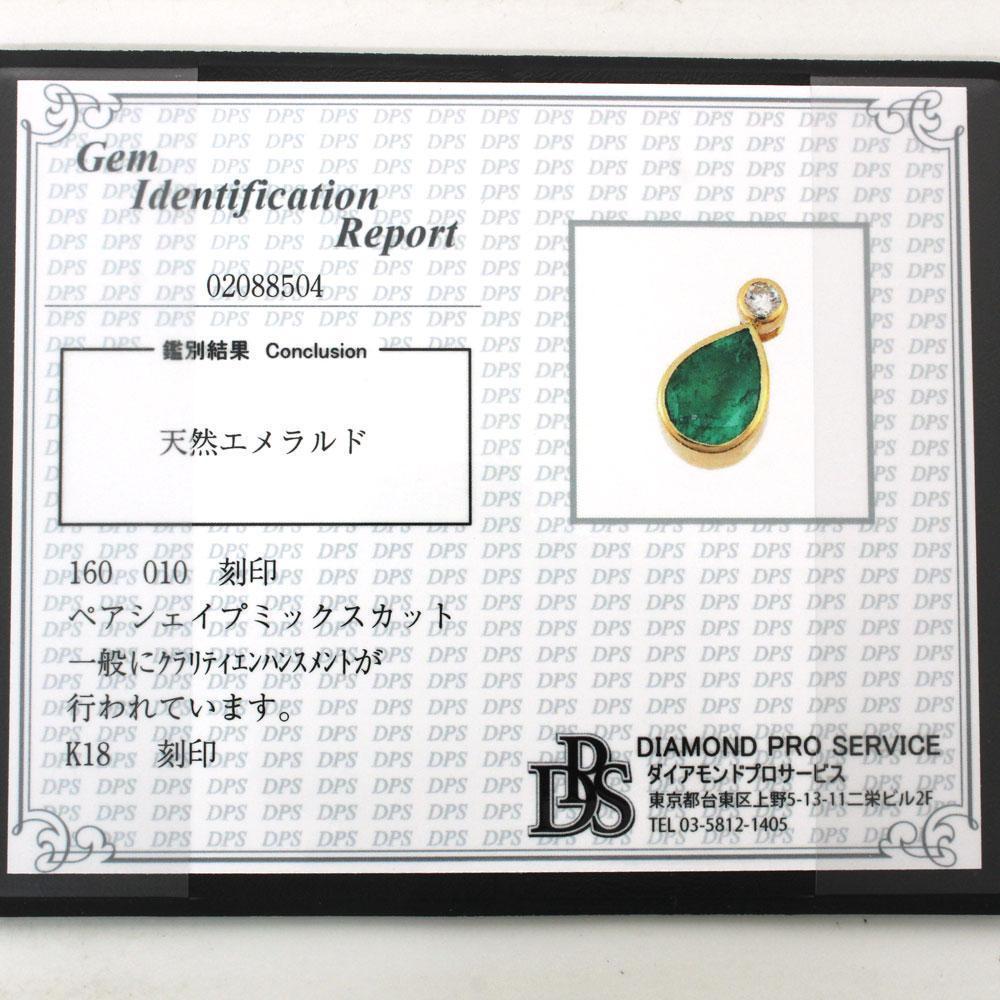 Gem
Identification
Report
02088504
鑑別結果 Conclusion
天然エメラルド
160 010 刻印
ペアシェイプミックスカット
一般にクラリティエンハンスメントが
行われています。
K18 刻印
DPS
DIAMOND PRO SERVICE
ダイアモンドプロサービス
東京都台東区上野5-13-11二栄ビル2F
TEL 03-5812-1405